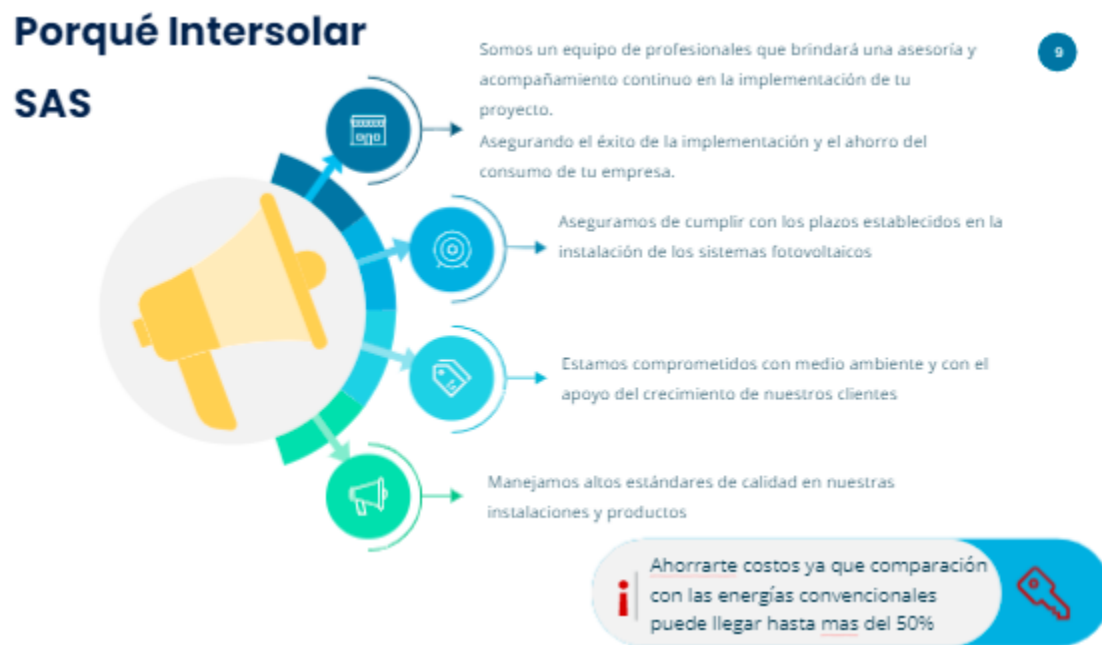 Porqué Intersolar
SAS
9
Somos un equipo de profesionales que brindará una asesoría y
acompañamiento continuo en la implementación de tu
proyecto.
Asegurando el éxito de la implementación y el ahorro del
consumo de tu empresa.
Aseguramos de cumplir con los plazos establecidos en la
instalación de los sistemas fotovoltaicos
Estamos comprometidos con medio ambiente y con el
apoyo del crecimiento de nuestros clientes
Manejamos altos estándares de calidad en nuestras
instalaciones y productos
Ahorrarte costos ya que comparación
con las energías convencionales
puede llegar hasta mas del 50%